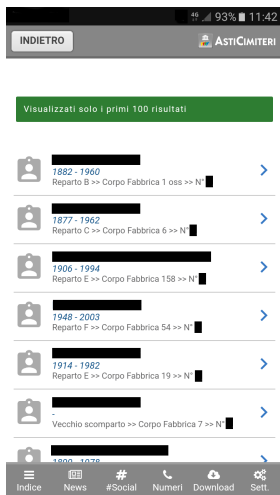 46 93% 11:42
INDIETRO
ASTICIMITERI
Visualizzati solo i primi 100 risultati
1882 - 1960
Reparto B >> Corpo Fabbrica 1 oss >> N°
1877 - 1962
Reparto C >> Corpo Fabbrica 6 >> N°
1906 - 1994
Reparto E >> Corpo Fabbrica 158 >> N°
1948 - 2003
Reparto F >> Corpo Fabbrica 54 >> N°
1914 - 1982
Reparto E >> Corpo Fabbrica 19 >> N°
-
Vecchio scomparto >> Corpo Fabbrica 7 >> N°
Indice News #Social Numeri Download Sett.